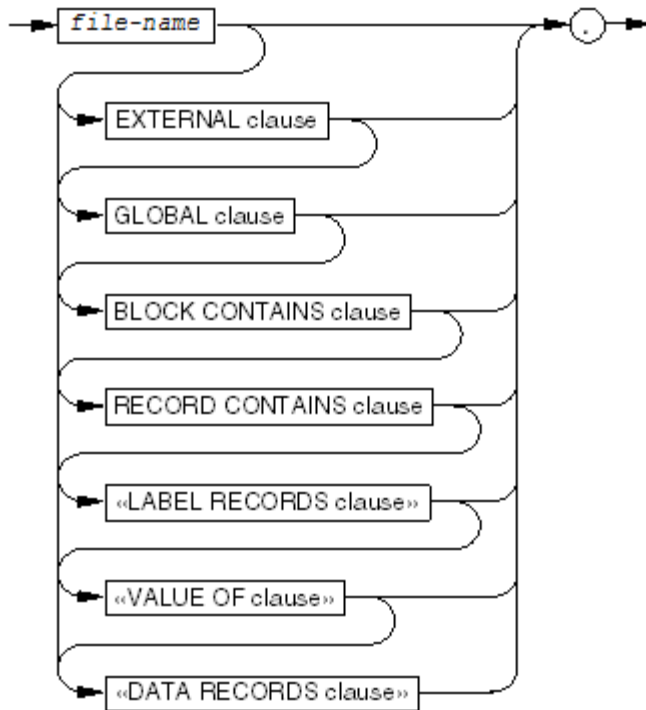 file-name
.
EXTERNAL clause
GLOBAL clause
BLOCK CONTAINS clause
RECORD CONTAINS clause
«LABEL RECORDS clause»
«VALUE OF clause»
«DATA RECORDS clause»